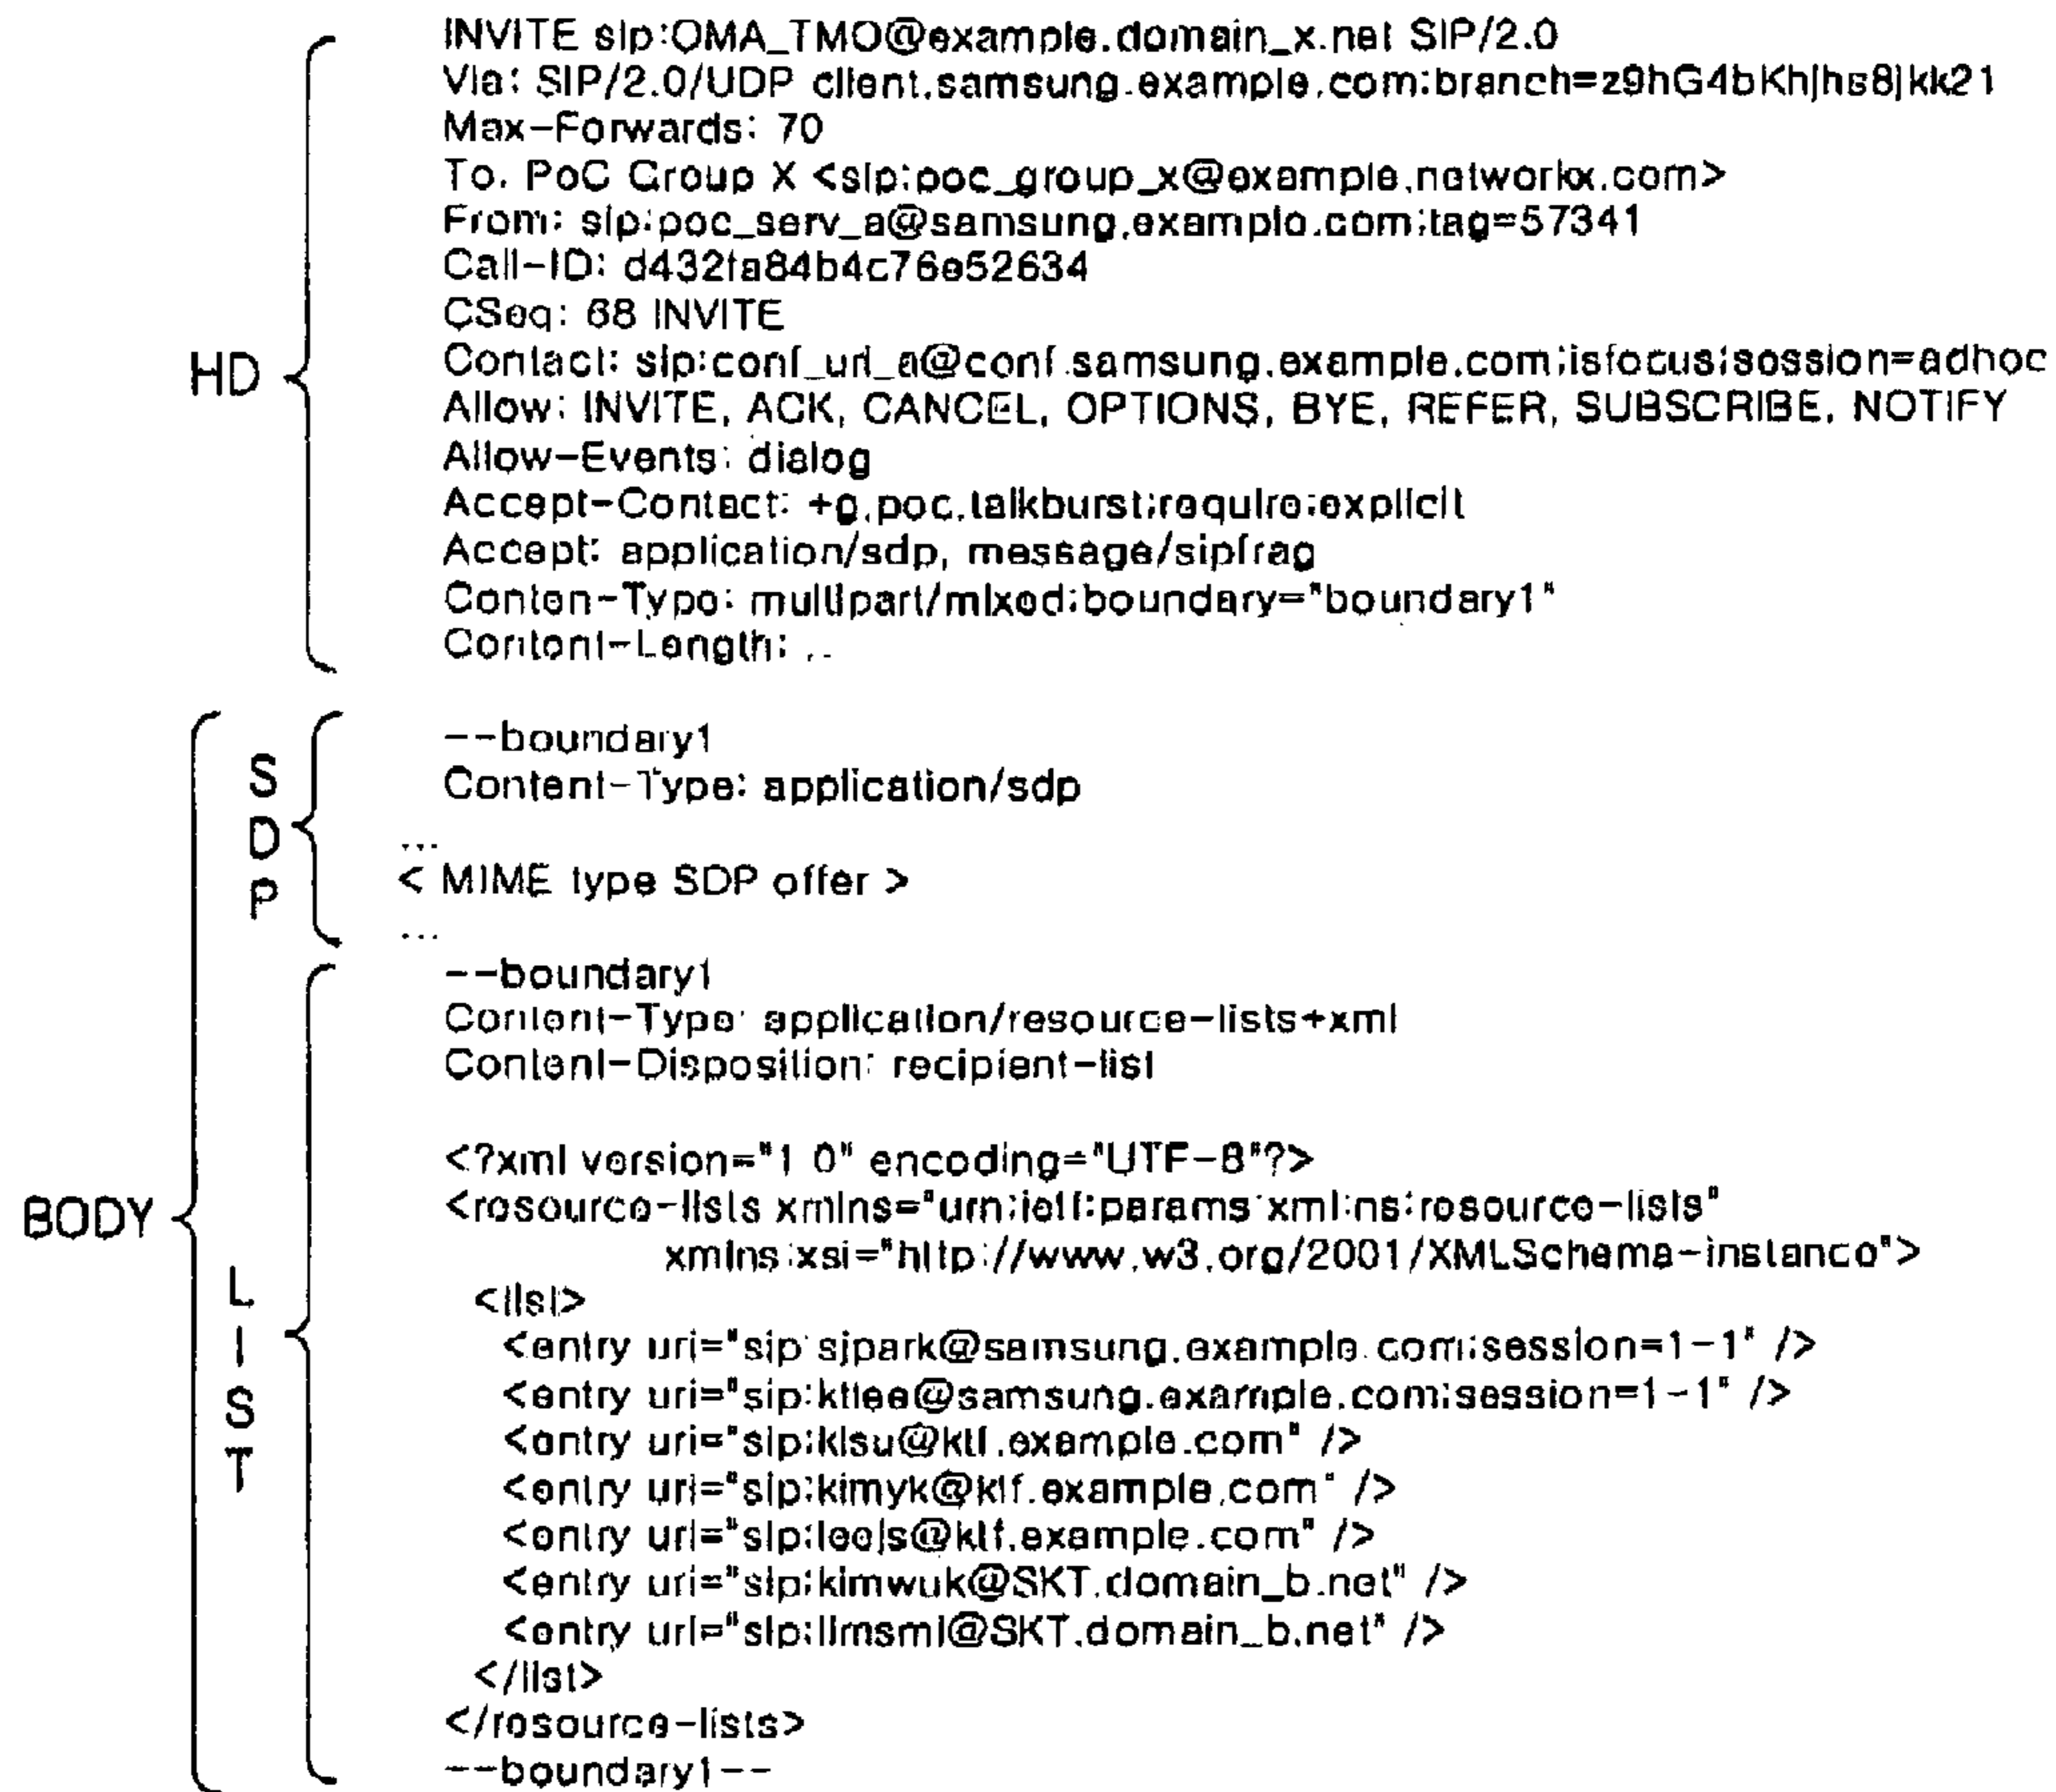 HD
INVITE sip:OMA_TMO@example.domain_x.net SIP/2.0
Via: SIP/2.0/UDP client.samsung.example.com;branch=z9hG4bKhjhs8jkk21
Max-Forwards: 70
To. PoC Group X <sip:poc_group_x@example.networkx.com>
From: sip:poc_serv_a@samsung.example.com;tag=57341
Call-ID: d432fa84b4c76e52634
CSeq: 68 INVITE
Contact: sip:conf_uri_a@conf.samsung.example.com;isfocus;session=adhoc
Allow: INVITE, ACK, CANCEL, OPTIONS, BYE, REFER, SUBSCRIBE, NOTIFY
Allow-Events: dialog
Accept-Contact: +g.poc.talkburst;require;explicit
Accept: application/sdp, message/sipfrag
Conten-Type: multipart/mixed;boundary="boundary1"
Content-Length: ..
BODY
SDP
--boundary1
Content-Type: application/sdp
...
< MIME type SDP offer >
...
LIST
--boundary1
Content-Type: application/resource-lists+xml
Content-Disposition: recipient-list
<?xml version="1.0" encoding="UTF-8"?>
<resource-lists xmlns="urn:ietf:params:xml:ns:resource-lists"
xmlns:xsi="http://www.w3.org/2001/XMLSchema-instance">
<list>
<entry uri="sip:sjpark@samsung.example.com;session=1-1" />
<entry uri="sip:ktlee@samsung.example.com;session=1-1" />
<entry uri="sip:kisu@ktf.example.com" />
<entry uri="sip:kimyk@ktf.example.com" />
<entry uri="sip:leejs@ktf.example.com" />
<entry uri="sip:kimwuk@SKT.domain_b.net" />
<entry uri="sip:limsmi@SKT.domain_b.net" />
</list>
</resource-lists>
--boundary1--